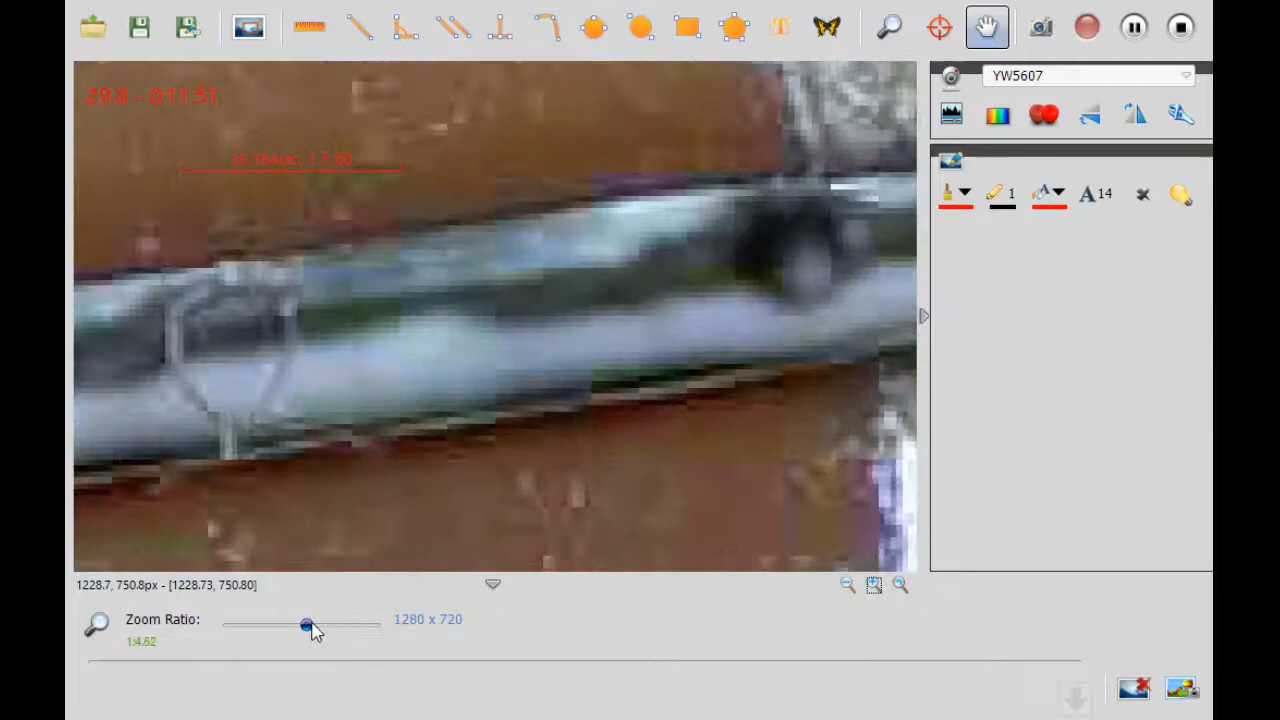 YW5607
29.8 - 0:11:51
1
A 14
1228.7, 750.8px - [1228.73, 750.80]
Zoom Ratio:
1280 x 720
1:4.62